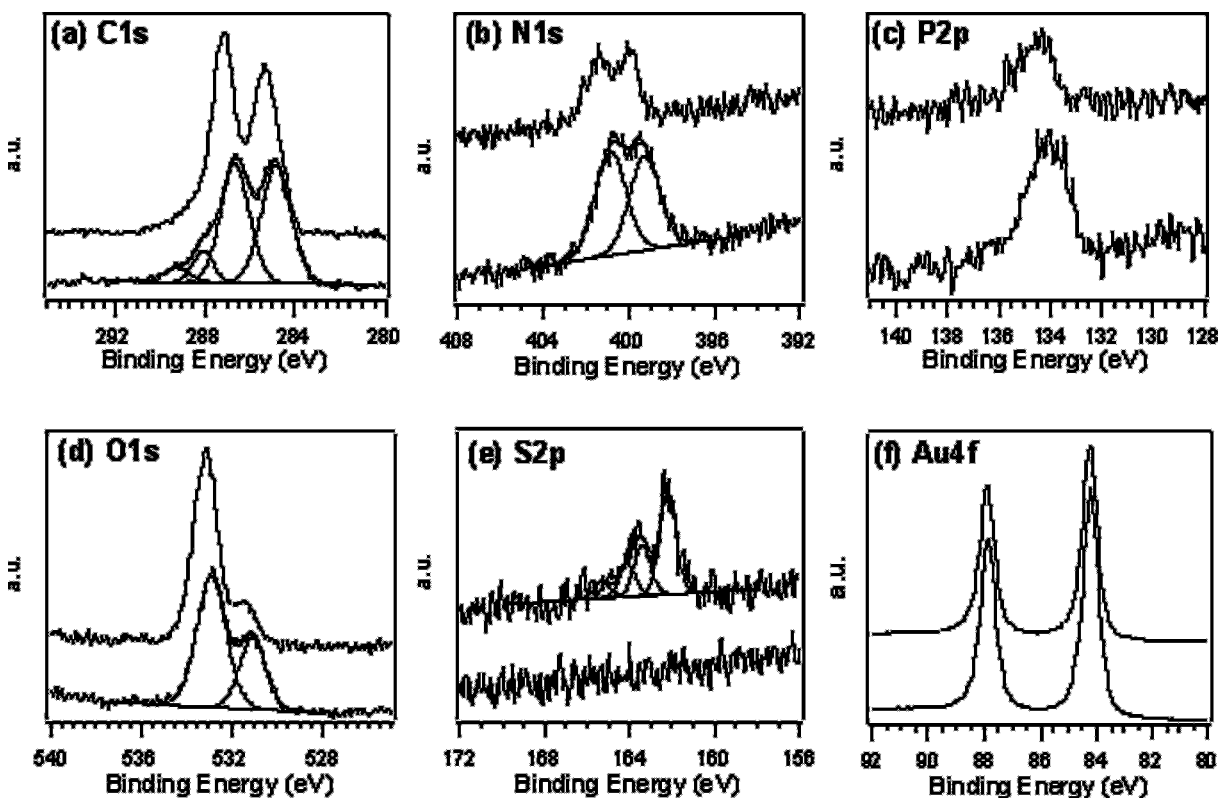 (a) C1s
(b) N1s
(c) P2p
a.u.
a.u.
a.u.
292 288 284 280
408 404 400 396 392
140 138 136 134 132 130 128
Binding Energy (eV)
Binding Energy (eV)
Binding Energy (eV)
(d) O1s
(e) S2p
(f) Au4f
a.u.
a.u.
a.u.
540 536 532 528
172 168 164 160 156
92 90 88 86 84 82 80
Binding Energy (eV)
Binding Energy (eV)
Binding Energy (eV)